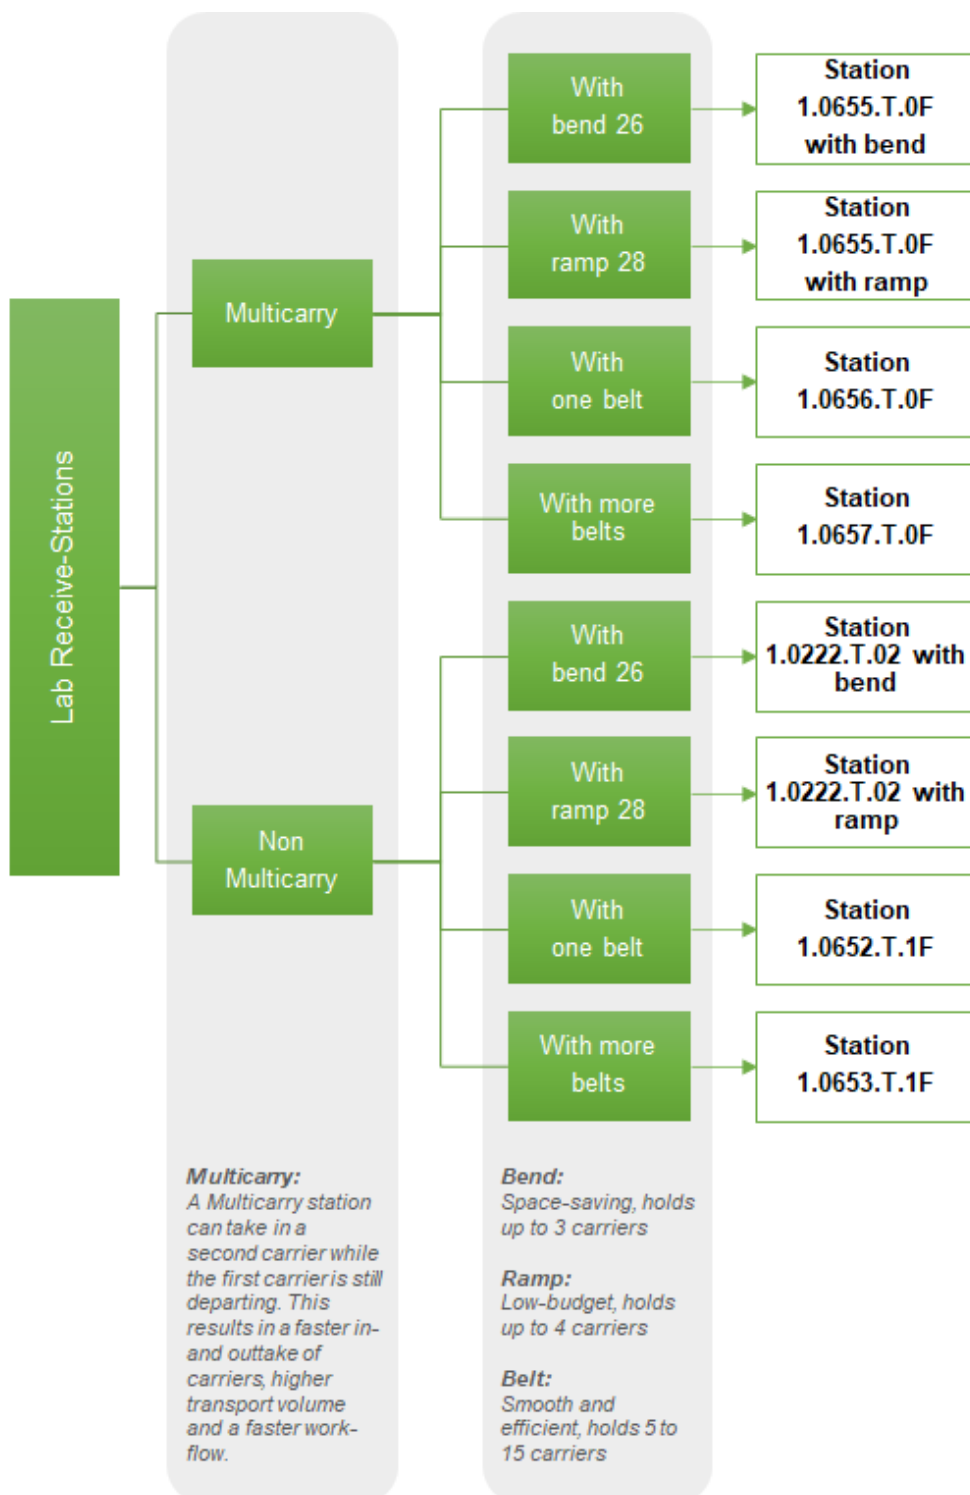 Lab Receive-Stations
Multicarry
Non
Multicarry
With
bend 26
With
ramp 28
With
one belt
With more
belts
With
bend 26
With
ramp 28
With
one belt
With more
belts
Station
1.0655.T.0F
with bend
Station
1.0655.T.0F
with ramp
Station
1.0656.T.0F
Station
1.0657.T.0F
Station
1.0222.T.02 with
bend
Station
1.0222.T.02 with
ramp
Station
1.0652.T.1F
Station
1.0653.T.1F
Multicarry:
A Multicarry station
can take in a
second carrier while
the first carrier is still
departing. This
results in a faster in-
and outtake of
carriers, higher
transport volume
and a faster work-
flow.
Bend:
Space-saving, holds
up to 3 carriers
Ramp:
Low-budget, holds
up to 4 carriers
Belt:
Smooth and
efficient, holds 5 to
15 carriers